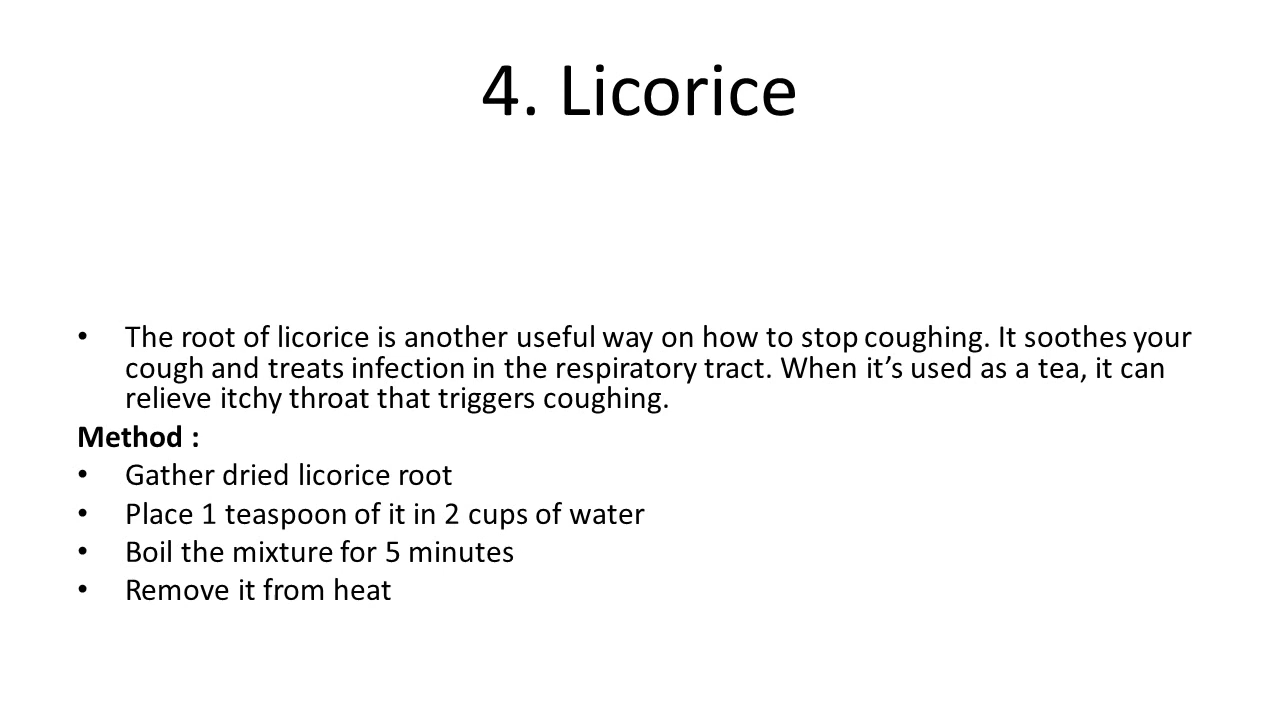 4. Licorice
• The root of licorice is another useful way on how to stop coughing. It soothes your
cough and treats infection in the respiratory tract. When it’s used as a tea, it can
relieve itchy throat that triggers coughing.
Method :
• Gather dried licorice root
• Place 1 teaspoon of it in 2 cups of water
• Boil the mixture for 5 minutes
• Remove it from heat